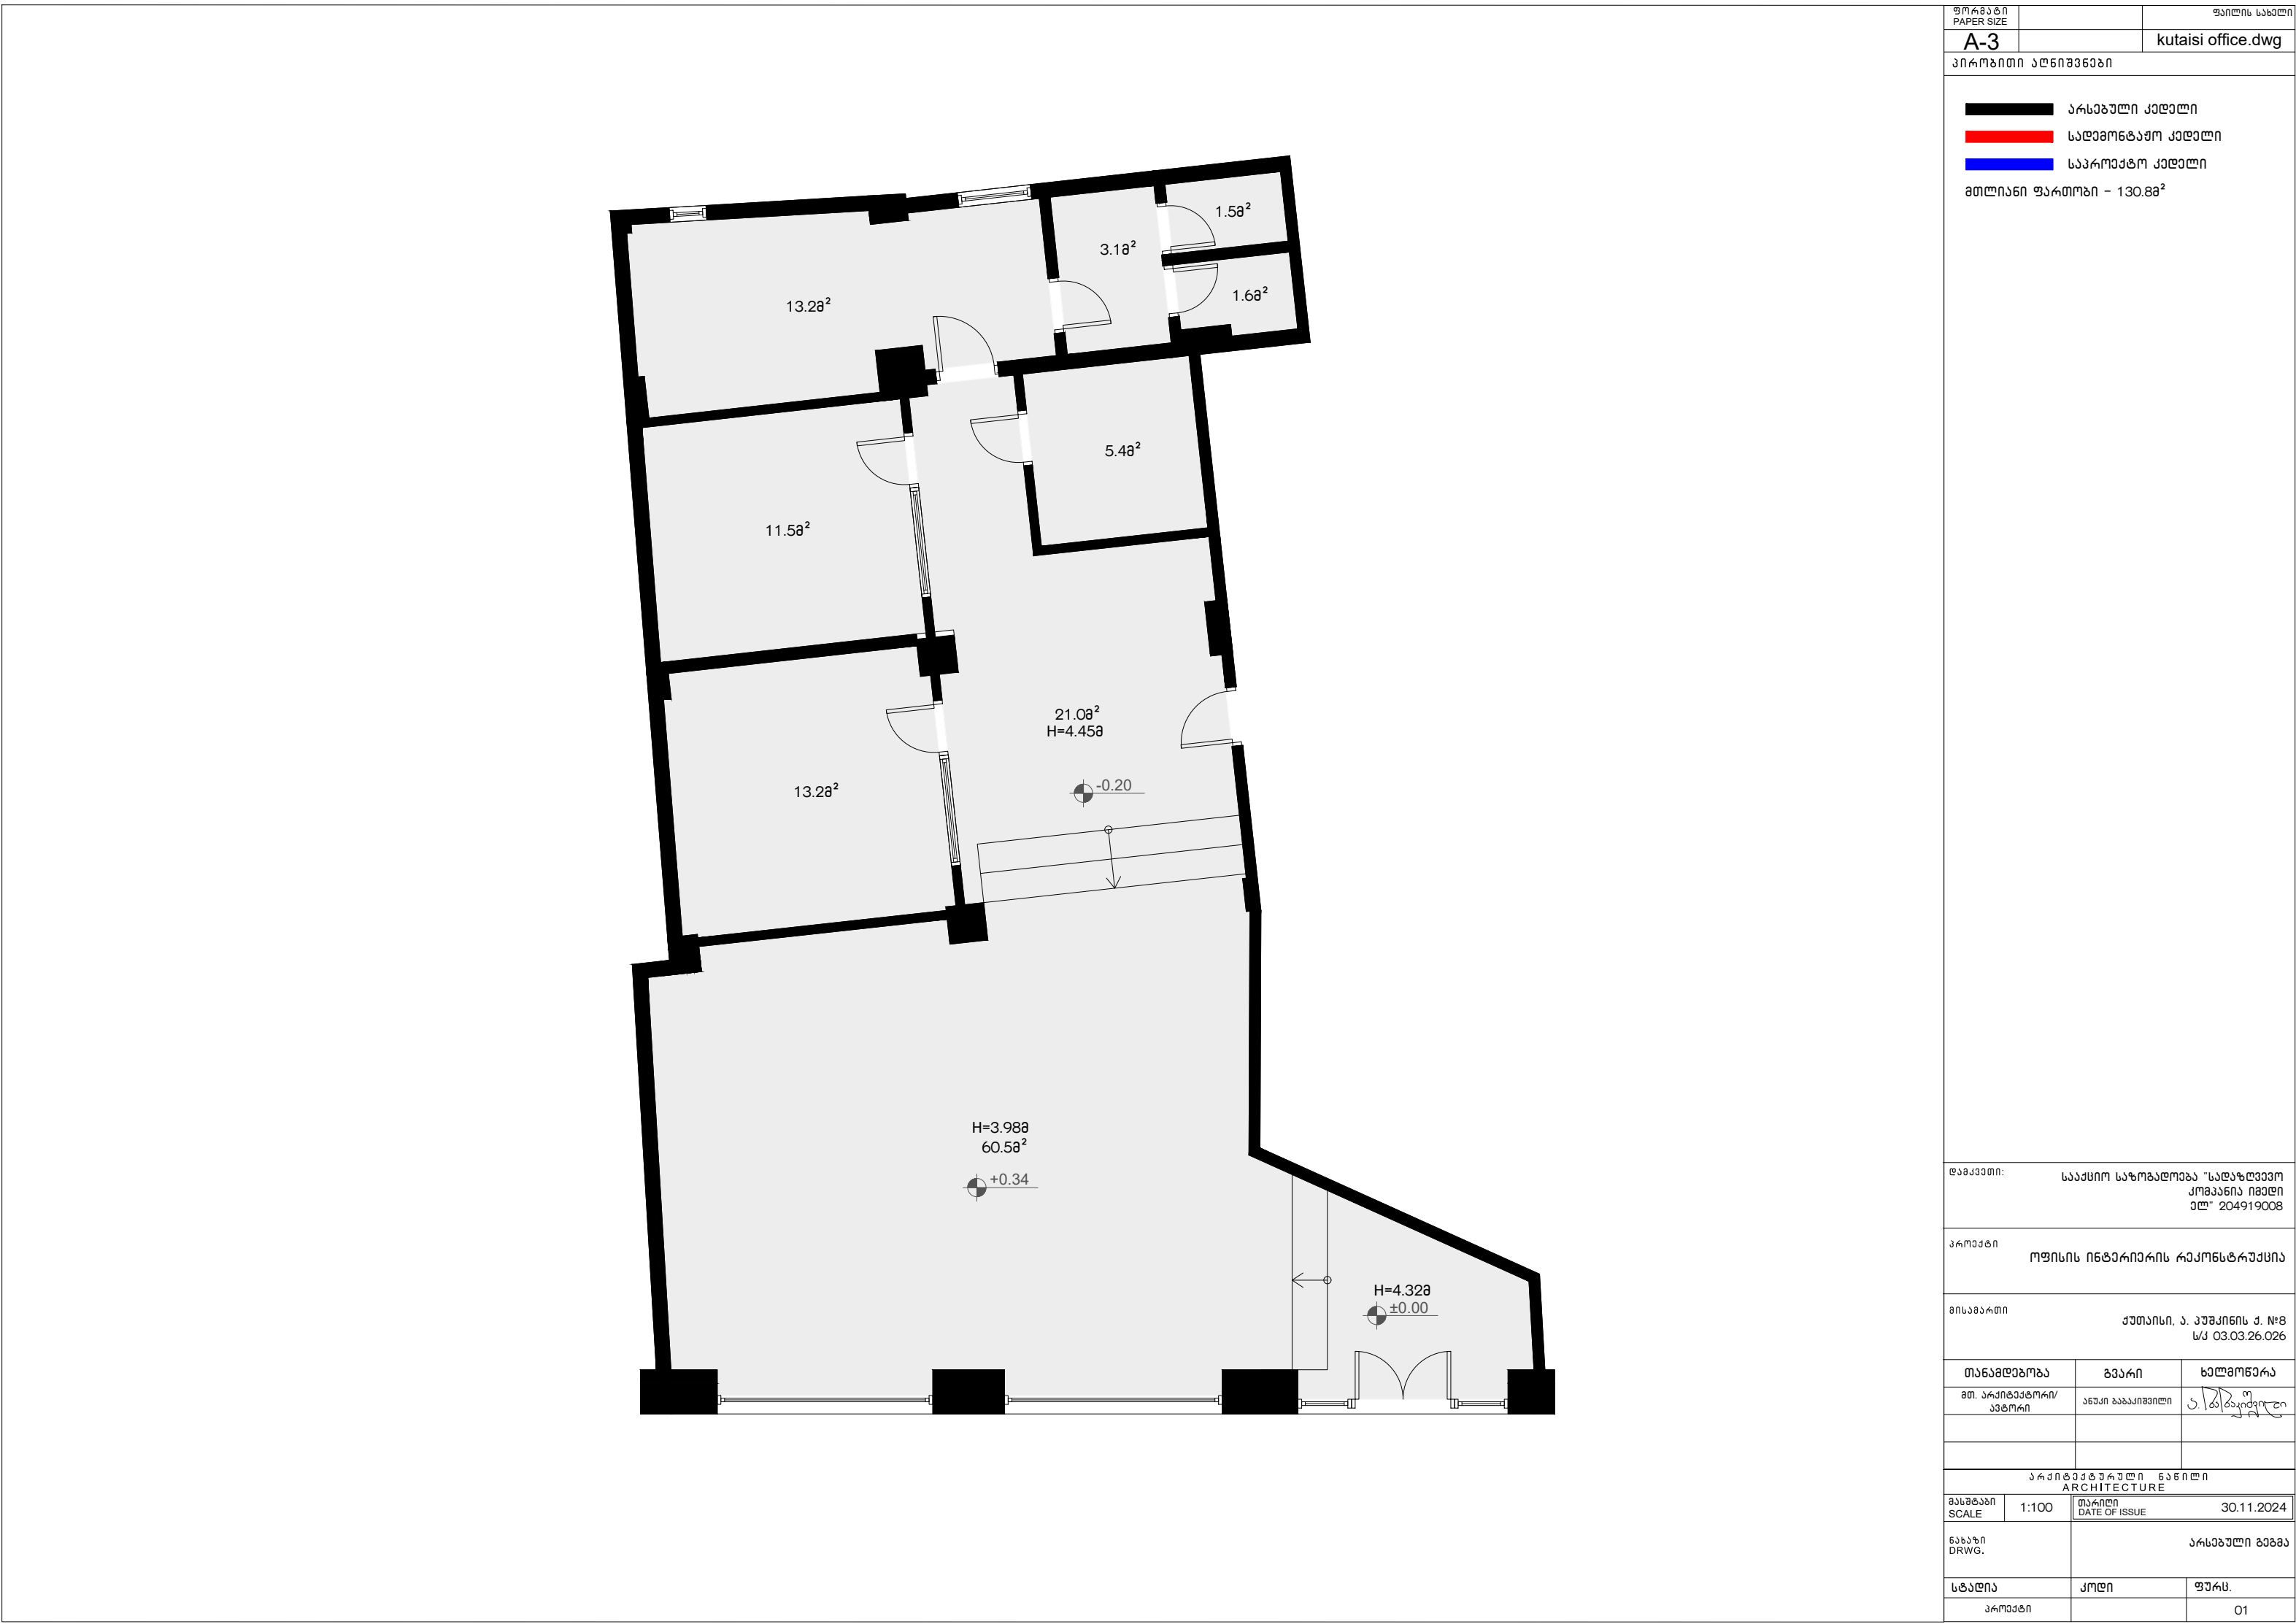 ფორმატი
PAPER SIZE
ფაილის სახელი
A-3
kutaisi office.dwg
პირობითი აღნიშვნები
არსებული კედელი
სადემონტაჟო კედელი
საპროექტო კედელი
მთლიანი ფართობი - 130.8მ²
1.5მ²
3.1მ²
1.6მ²
13.2მ²
5.4მ²
11.5მ²
21.0მ²
H=4.45მ
-0.20
13.2მ²
H=3.98მ
60.5მ²
+0.34
H=4.32მ
±0.00
დამკვეთი:
სააქციო საზოგადოება "სადაზღვევო
კომპანია იმედი
ელ" 204919008
პროექტი
ოფისის ინტერიერის რეკონსტრუქცია
მისამართი
ქუთაისი, ა. პუშკინის ქ. №8
ს/კ 03.03.26.026
თანამდებობა
გვარი
ხელმოწერა
მთ. არქიტექტორი/
ავტორი
ანუკი ბაბაკიშვილი
ა. ბაბაკიშვილი
არქიტექტურული ნაწილი
ARCHITECTURE
მასშტაბი
SCALE
1:100
თარიღი
DATE OF ISSUE
30.11.2024
ნახაზი
DRWG.
არსებული გეგმა
სტადია
კოდი
ფურც.
პროექტი
01